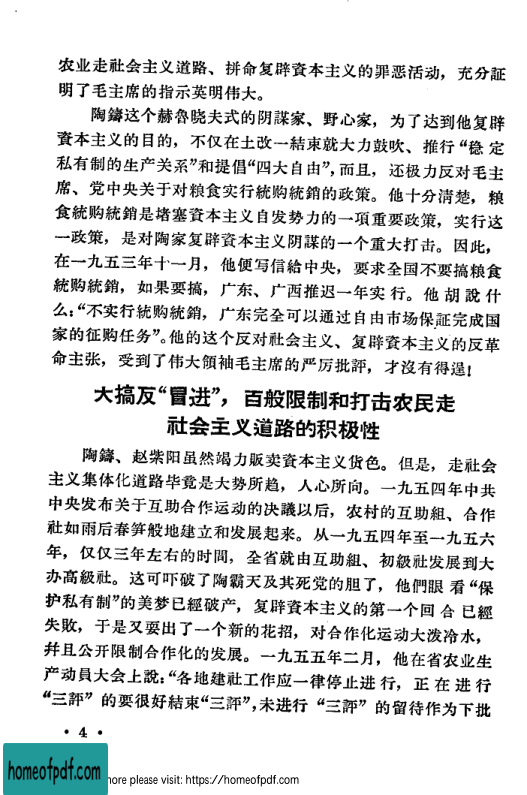 农业走社会主义道路、拼命复辟資本主义的罪恶活动，充分証
明了毛主席的指示英明伟大。
陶鑄这个赫魯晓夫式的阴謀家、野心家，为了达到他复辟
資本主义的目的，不仅在土改一結束就大力鼓吹、推行“稳定
私有制的生产关系”和提倡“四大自由”，而且，还极力反对毛主
席、党中央关于对粮食实行統购統銷的政策。他十分清楚，粮
食統购統銷是堵塞資本主义自发势力的一項重要政策，实行这
一政策，是对陶家复辟資本主义阴謀的一个重大打击。因此，
在一九五三年十一月，他便写信給中央，要求全国不要搞粮食
統购統銷，如果要搞，广东、广西推迟一年实行。他胡說什
么：“不实行統购統銷，广东完全可以通过自由市场保証完成国
家的征购任务”。他的这个反对社会主义、复辟資本主义的反革
命主张，受到了伟大領袖毛主席的严厉批評，才沒有得逞！
大搞反“冒进”，百般限制和打击农民走
社会主义道路的积极性
陶鑄、赵紫阳虽然竭力販卖資本主义货色。但是，走社会
主义集体化道路毕竟是大势所趋，人心所向。一九五四年中共
中央发布关于互助合作运动的决議以后，农村的互助組、合作
社如雨后春笋般地建立和发展起来。从一九五四年至一九五六
年，仅仅三年左右的时間，全省就由互助組、初級社发展到大
办高級社。这可吓破了陶霸天及其死党的胆了，他們眼看“保
护私有制”的美梦已經破产，复辟資本主义的第一个回合已經
失敗，于是又耍出了一个新的花招，对合作化运动大泼冷水，
幷且公开限制合作化的发展。一九五五年二月，他在省农业生
产动員大会上說：“各地建社工作应一律停止进行，正在进行
“三評”的要很好結束“三評”，未进行“三評”的留待作为下批
• 4 •
homeofpdf.com
ore please visit: https://homeofpdf.com